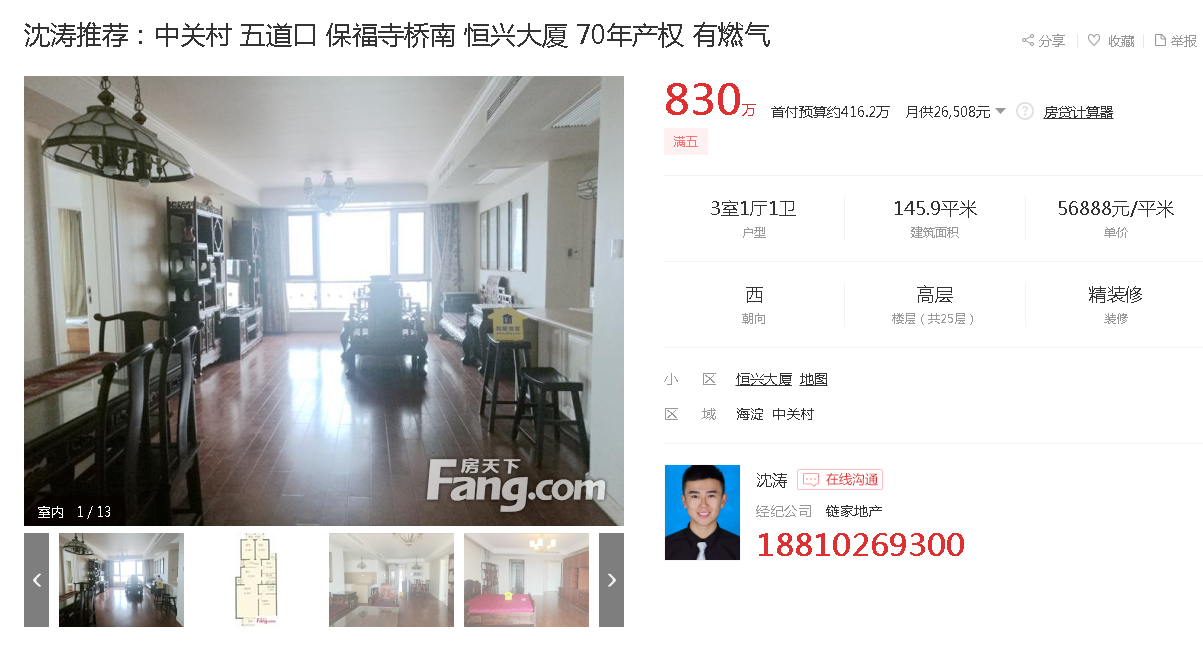 沈涛推荐：中关村 五道口 保福寺桥南 恒兴大厦 70年产权 有燃气
分享 收藏 举报
830万 首付预算约416.2万 月供26,508元 ? 房贷计算器
满五
3室1厅1卫 145.9平米 56888元/平米
户型 建筑面积 单价
西 高层 精装修
朝向 楼层（共25层） 装修
小 区 恒兴大厦 地图
区 域 海淀 中关村
沈涛 在线沟通
经纪公司 链家地产
18810269300
房天下
Fang.com
室内 1 / 13
Fang.com